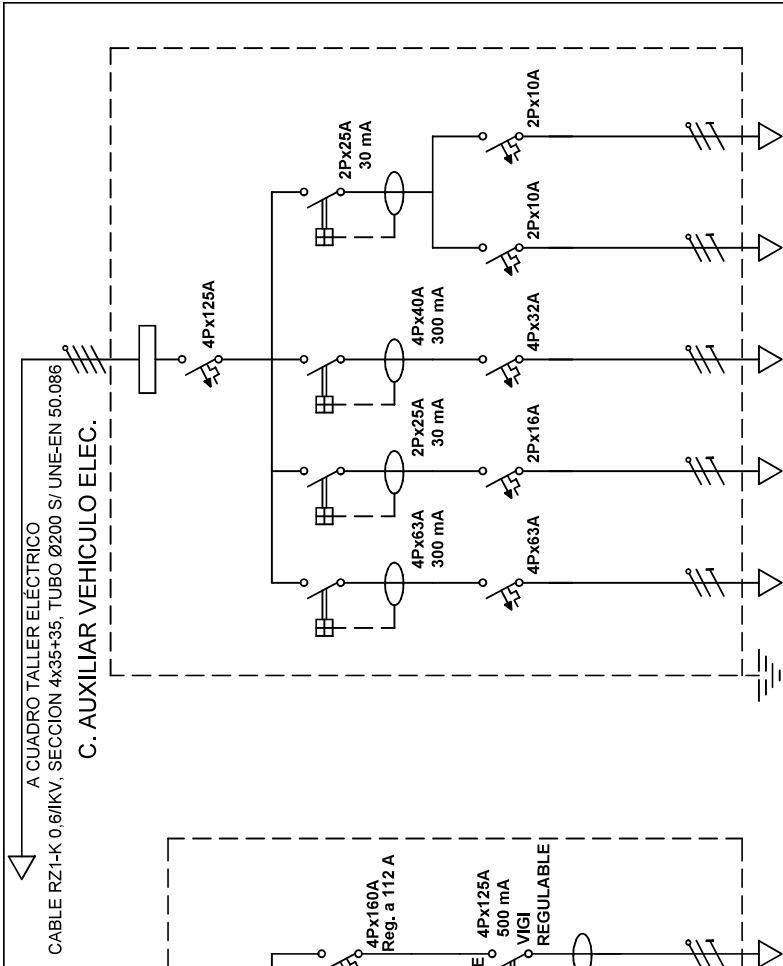 A CUADRO TALLER ELÉCTRICO
CABLE RZ1-K 0,6/IKV, SECCION 4x35+35, TUBO Ø200 S/ UNE-EN 50.086
C. AUXILIAR VEHICULO ELEC.
4Px125A
4Px63A
300 mA
4Px63A
2Px25A
30 mA
2Px16A
4Px40A
300 mA
4Px32A
2Px25A
30 mA
2Px10A
2Px10A
4Px160A
Reg. a 112 A
4Px125A
500 mA
VIGI
REGULABLE